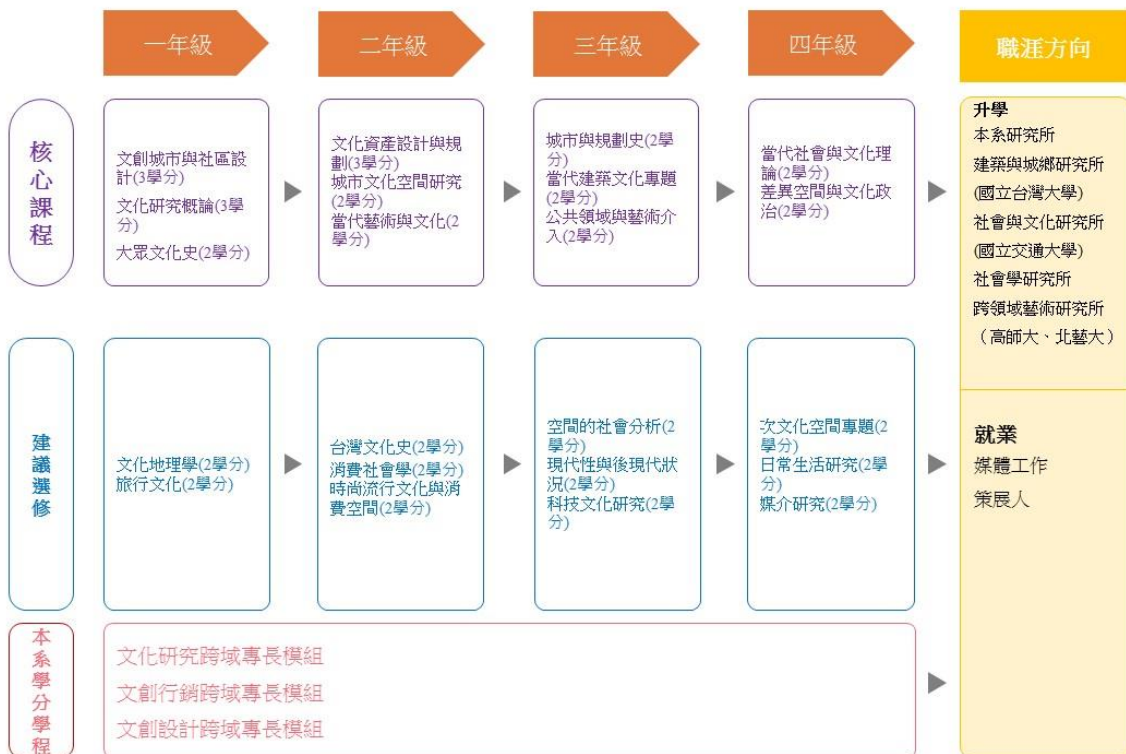 一年級
二年級
三年級
四年級
職涯方向
核心課程
文創城市與社區設
計(3學分)
文化研究概論(3學
分)
大眾文化史(2學分)
文化資產設計與規
劃(3學分)
城市文化空間研究
(2學分)
當代藝術與文化(2
學分)
城市與規劃史(2學
分)
當代建築文化專題
(2學分)
公共領域與藝術介
入(2學分)
當代社會與文化理
論(2學分)
差異空間與文化政
治(2學分)
升學
本系研究所
建築與城鄉研究所
(國立台灣大學)
社會與文化研究所
(國立交通大學)
社會學研究所
跨領域藝術研究所
（高師大、北藝大）
建議選修
文化地理學(2學分)
旅行文化(2學分)
台灣文化史(2學分)
消費社會學(2學分)
時尚流行文化與消
費空間(2學分)
空間的社會分析(2
學分)
現代性與後現代狀
況(2學分)
科技文化研究(2學
分)
次文化空間專題(2
學分)
日常生活研究(2學
分)
媒介研究(2學分)
就業
媒體工作
策展人
本系學分學程
文化研究跨域專長模組
文創行銷跨域專長模組
文創設計跨域專長模組